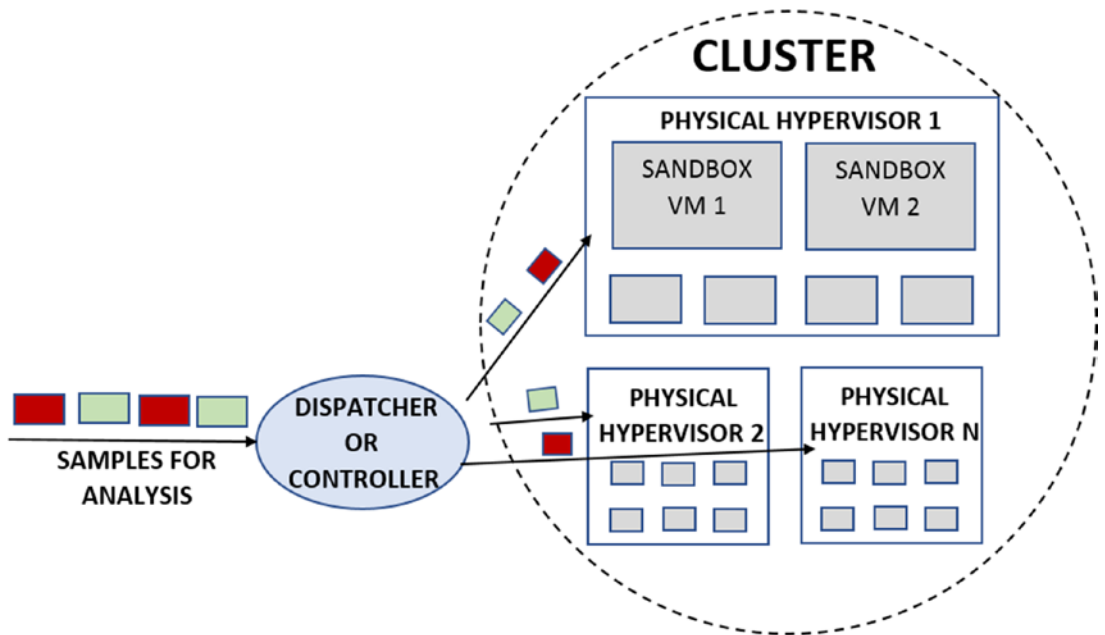 CLUSTER
PHYSICAL HYPERVISOR 1
SANDBOX
VM 1
SANDBOX
VM 2
SAMPLES FOR
ANALYSIS
DISPATCHER
OR
CONTROLLER
PHYSICAL
HYPERVISOR 2
PHYSICAL
HYPERVISOR N